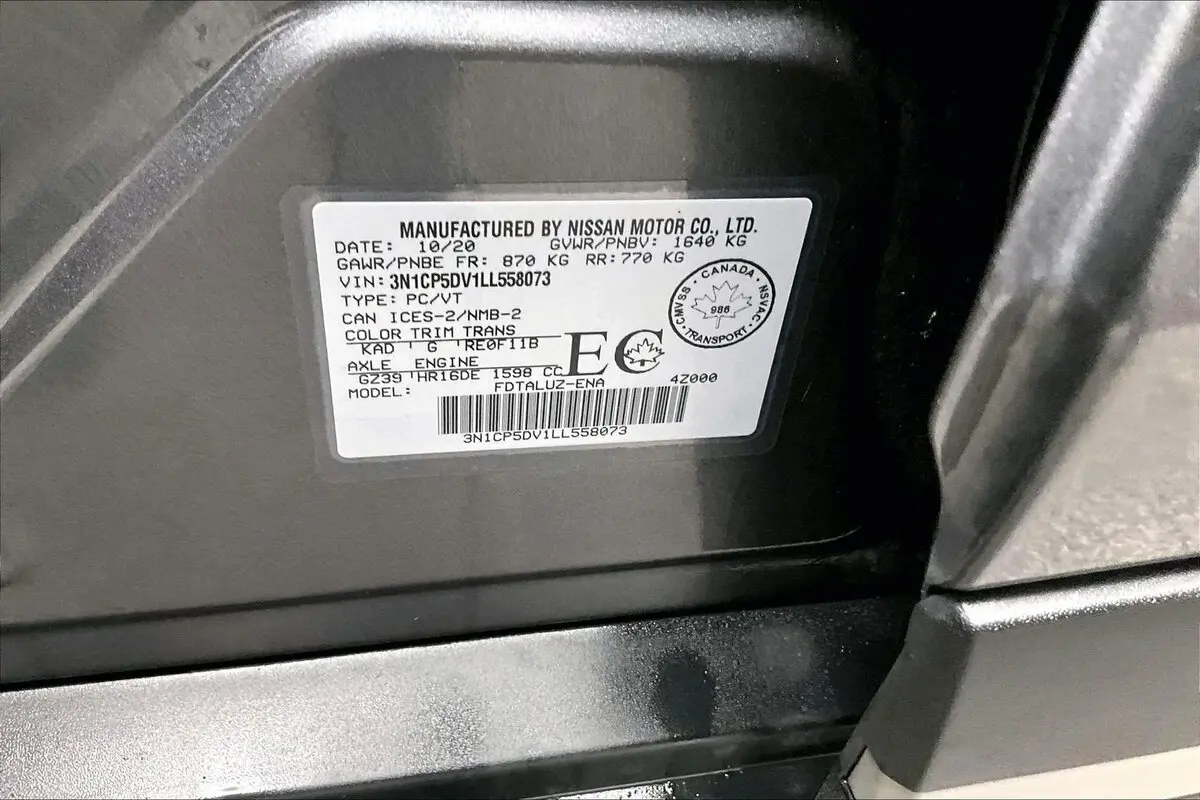 MANUFACTURED BY NISSAN MOTOR CO., LTD.
DATE: 10/20 GVWR/PNBV: 1640 KG
GAWR/PNBE FR: 870 KG RR: 770 KG
VIN: 3N1CP5DV1LL558073
TYPE: PC/VT
CAN ICES-2/NMB-2
COLOR TRIM TRANS
KAD G RE0F11B
AXLE ENGINE
GZ39 HR16DE 1598 CC
MODEL: FDTALUZ-ENA 4Z000
3N1CP5DV1LL558073
EC
CANADA
CMVSS NSVAC
986
TRANSPORT